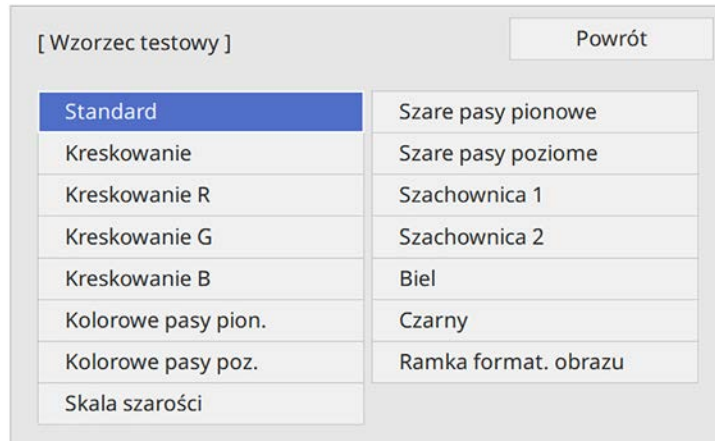 [ Wzorzec testowy ]
Powrót
Standard
Kreskowanie
Kreskowanie R
Kreskowanie G
Kreskowanie B
Kolorowe pasy pion.
Kolorowe pasy poz.
Skala szarości
Szare pasy pionowe
Szare pasy poziome
Szachownica 1
Szachownica 2
Biel
Czarny
Ramka format. obrazu